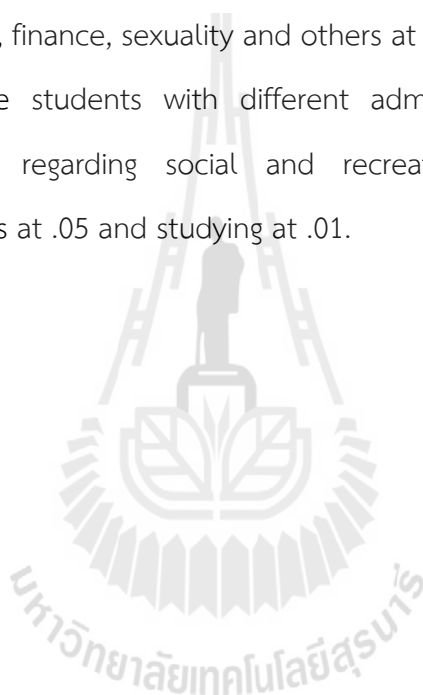 , finance, sexuality and others at
e students with different adm
regarding social and recreat
s at .05 and studying at .01.
มหาวิทยาลัยเทคโนโลยีสุรนารี